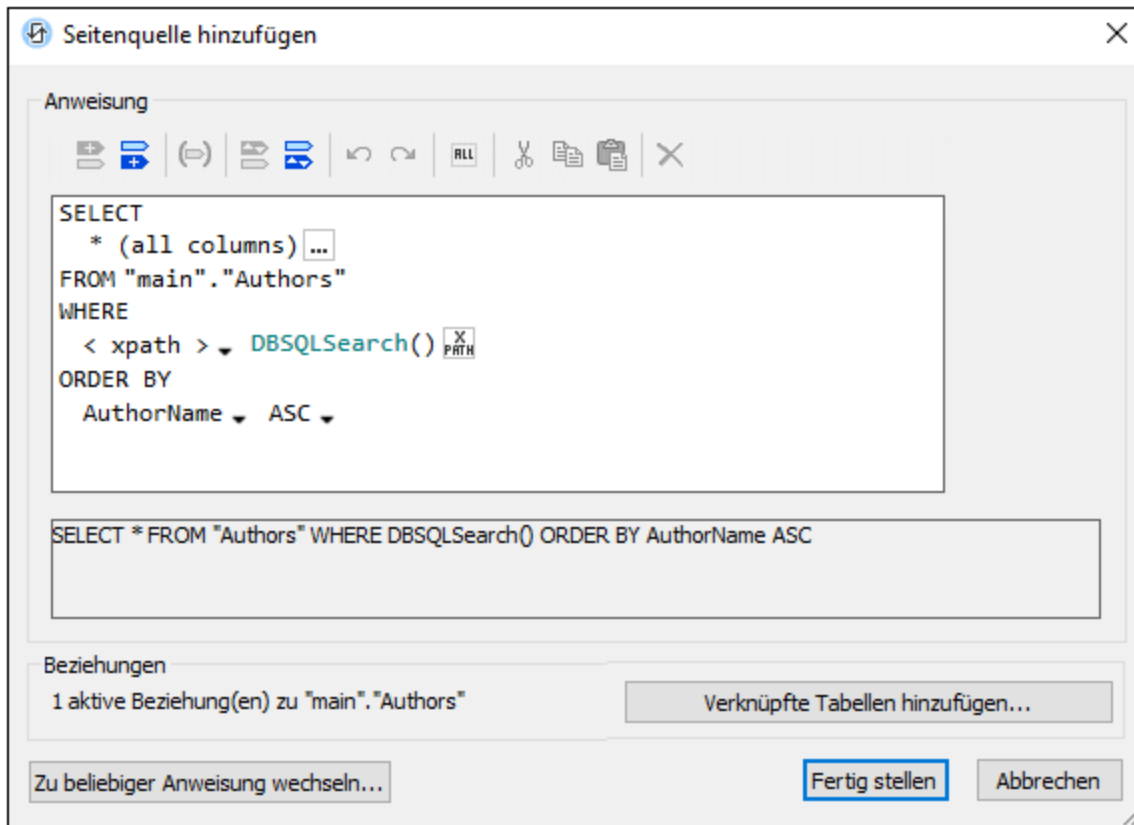 Seitenquelle hinzufügen
Anweisung
ALL
SELECT
* (all columns) ...
FROM "main"."Authors"
WHERE
< xpath > DBSQLSearch() X PATH
ORDER BY
AuthorName ASC
SELECT * FROM "Authors" WHERE DBSQLSearch() ORDER BY AuthorName ASC
Beziehungen
1 aktive Beziehung(en) zu "main"."Authors"
Verknüpfte Tabellen hinzufügen...
Zu beliebiger Anweisung wechseln...
Fertig stellen
Abbrechen